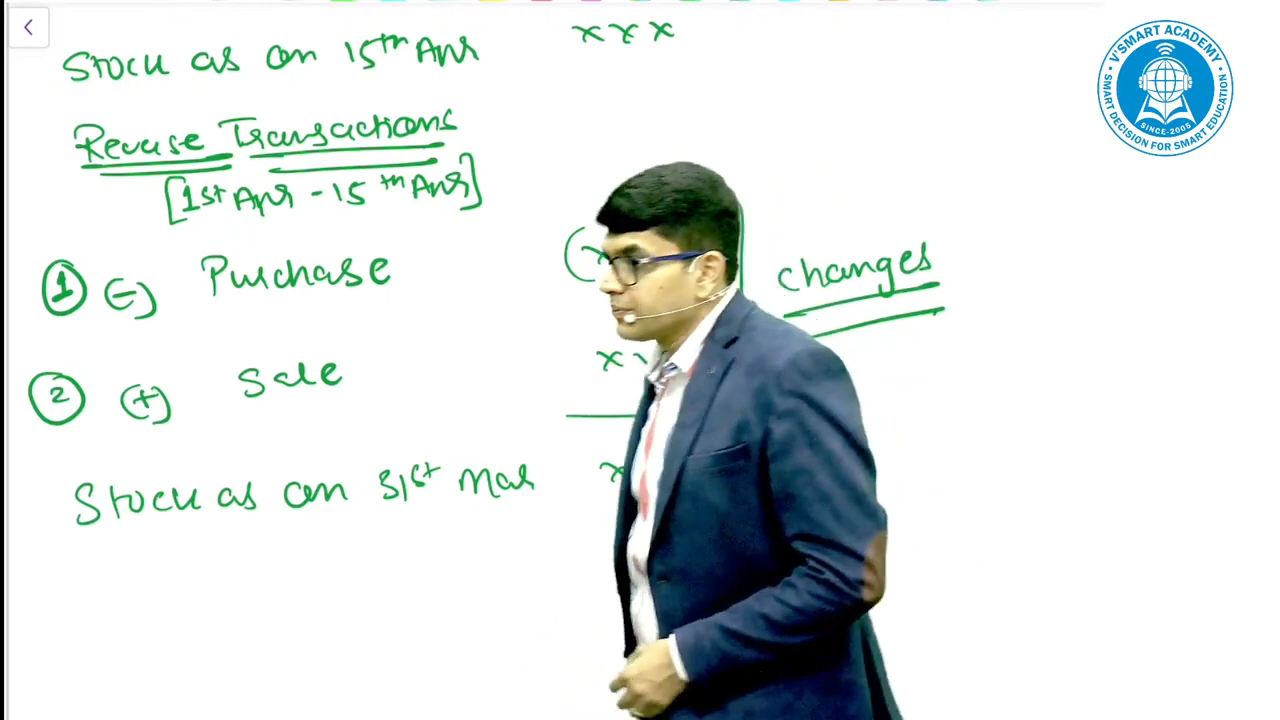 Stock as on 15th Apr xxx
Reverse Transactions
[1st Apr - 15th Apr]
1 (-) Purchase (x
changes
2 (+) Sale x
Stock as on 31st Mar x
V'SMART ACADEMY
SINCE-2005
SMART DECISION FOR SMART EDUCATION